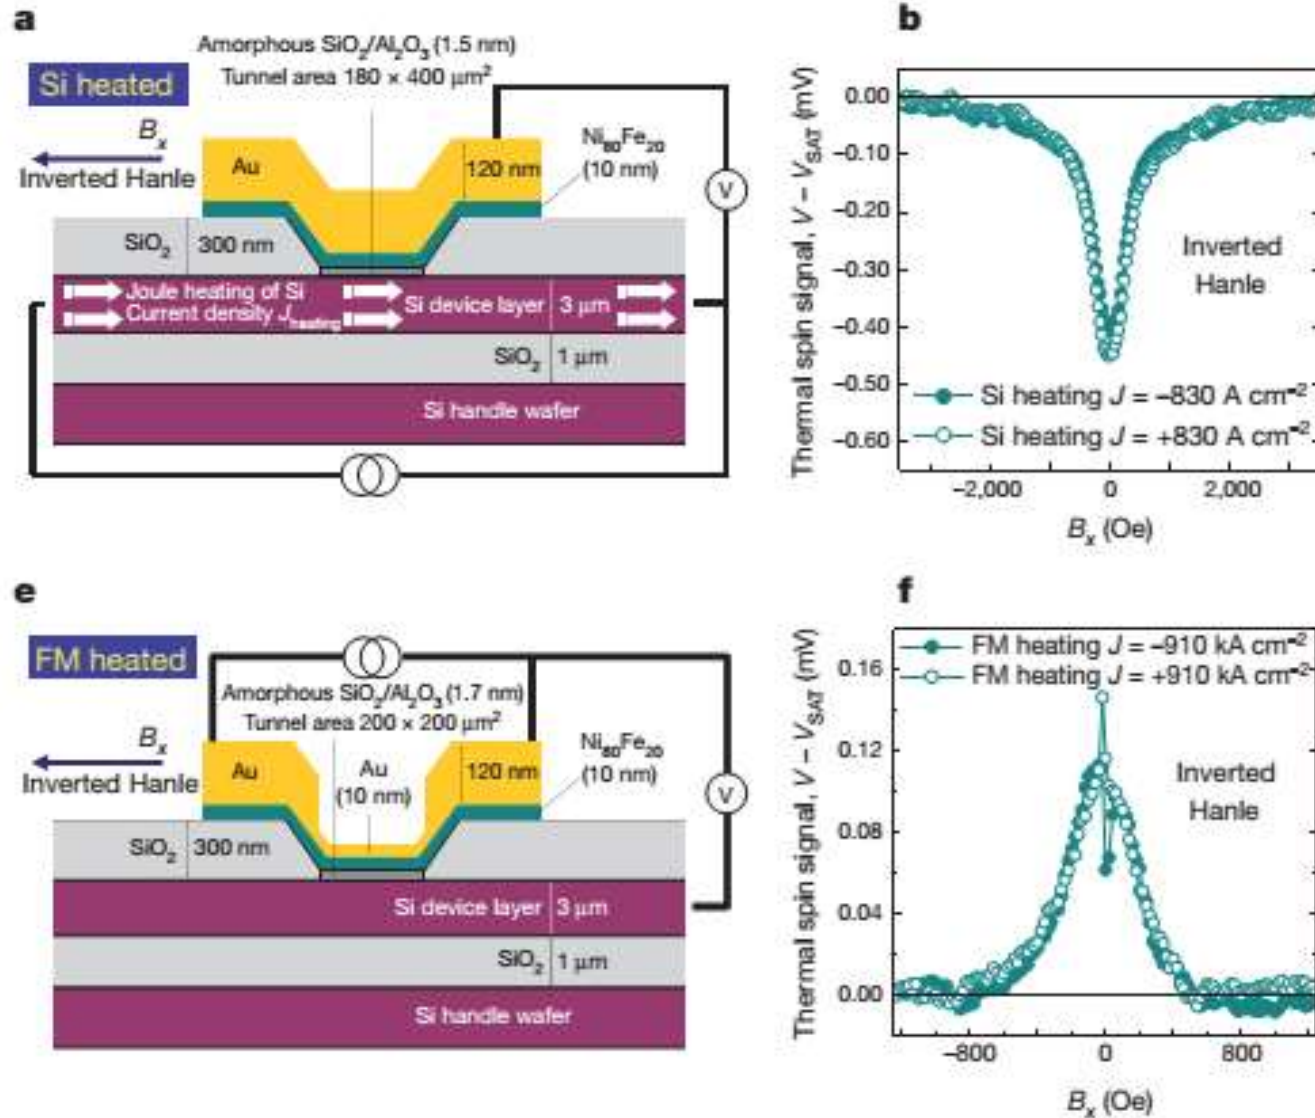 a
Amorphous SiO₂/Al₂O₃ (1.5 nm)
Tunnel area 180 × 400 μm²
Si heated
Bₓ
Inverted Hanle
Au
120 nm
Ni₈₀Fe₂₀
(10 nm)
V
SiO₂ 300 nm
Joule heating of Si
Current density J_heating
Si device layer 3 μm
SiO₂ 1 μm
Si handle wafer
b
Thermal spin signal, V − V_SAT (mV)
0.00
−0.10
−0.20
−0.30
−0.40
−0.50
−0.60
Inverted
Hanle
Si heating J = −830 A cm⁻²
Si heating J = +830 A cm⁻²
−2,000 0 2,000
Bₓ (Oe)
e
FM heated
Amorphous SiO₂/Al₂O₃ (1.7 nm)
Tunnel area 200 × 200 μm²
Bₓ
Inverted Hanle
Au
Au
(10 nm)
120 nm
Ni₈₀Fe₂₀
(10 nm)
V
SiO₂ 300 nm
Si device layer 3 μm
SiO₂ 1 μm
Si handle wafer
f
Thermal spin signal, V − V_SAT (mV)
FM heating J = −910 kA cm⁻²
FM heating J = +910 kA cm⁻²
0.16
0.12
0.08
0.04
0.00
Inverted
Hanle
−800 0 800
Bₓ (Oe)